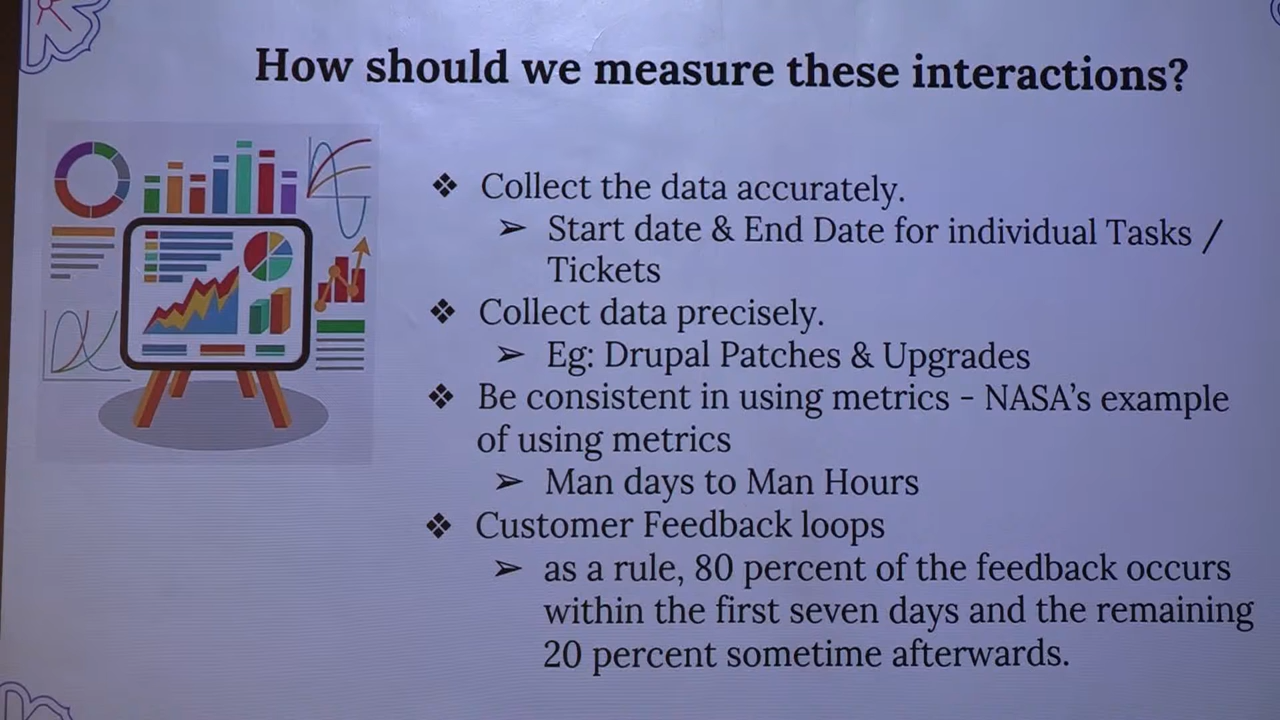 How should we measure these interactions?
❖ Collect the data accurately.
➢ Start date & End Date for individual Tasks /
Tickets
❖ Collect data precisely.
➢ Eg: Drupal Patches & Upgrades
❖ Be consistent in using metrics - NASA's example
of using metrics
➢ Man days to Man Hours
❖ Customer Feedback loops
➢ as a rule, 80 percent of the feedback occurs
within the first seven days and the remaining
20 percent sometime afterwards.